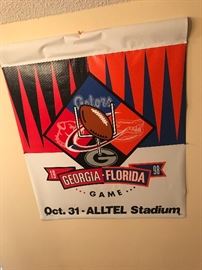 Gators
G
19 GEORGIA · FLORIDA 98
GAME
Oct. 31-ALLTEL Stadium